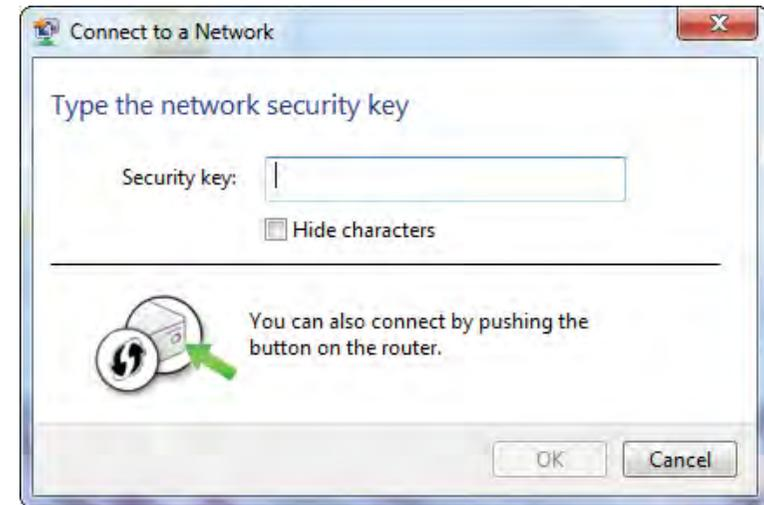 Connect to a Network
Type the network security key
Security key:
Hide characters
You can also connect by pushing the
button on the router.
OK
Cancel